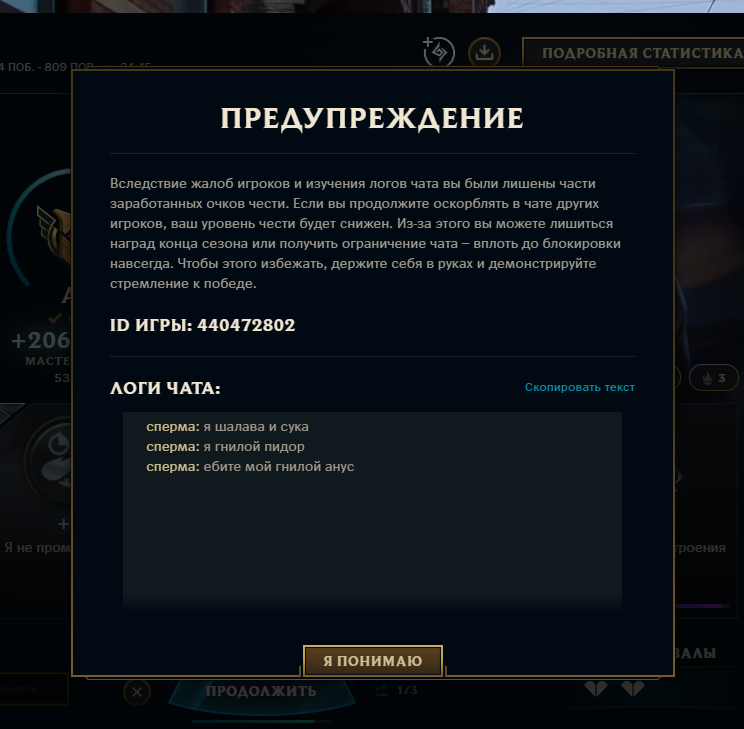 4 ПОБ. - 809 ПОР.
34:45
ПОДРОБНАЯ СТАТИСТИКА
ПРЕДУПРЕЖДЕНИЕ
Вследствие жалоб игроков и изучения логов чата вы были лишены части
заработанных очков чести. Если вы продолжите оскорблять в чате других
игроков, ваш уровень чести будет снижен. Из-за этого вы можете лишиться
наград конца сезона или получить ограничение чата – вплоть до блокировки
навсегда. Чтобы этого избежать, держите себя в руках и демонстрируйте
стремление к победе.
ID ИГРЫ: 440472802
+206
МАСТЕ
53
3
ЛОГИ ЧАТА:
Скопировать текст
сперма: я шалава и сука
сперма: я гнилой пидор
сперма: ебите мой гнилой анус
Я не пром
троения
ВАЛЫ
Я ПОНИМАЮ
ПРОДОЛЖИТЬ
1/3